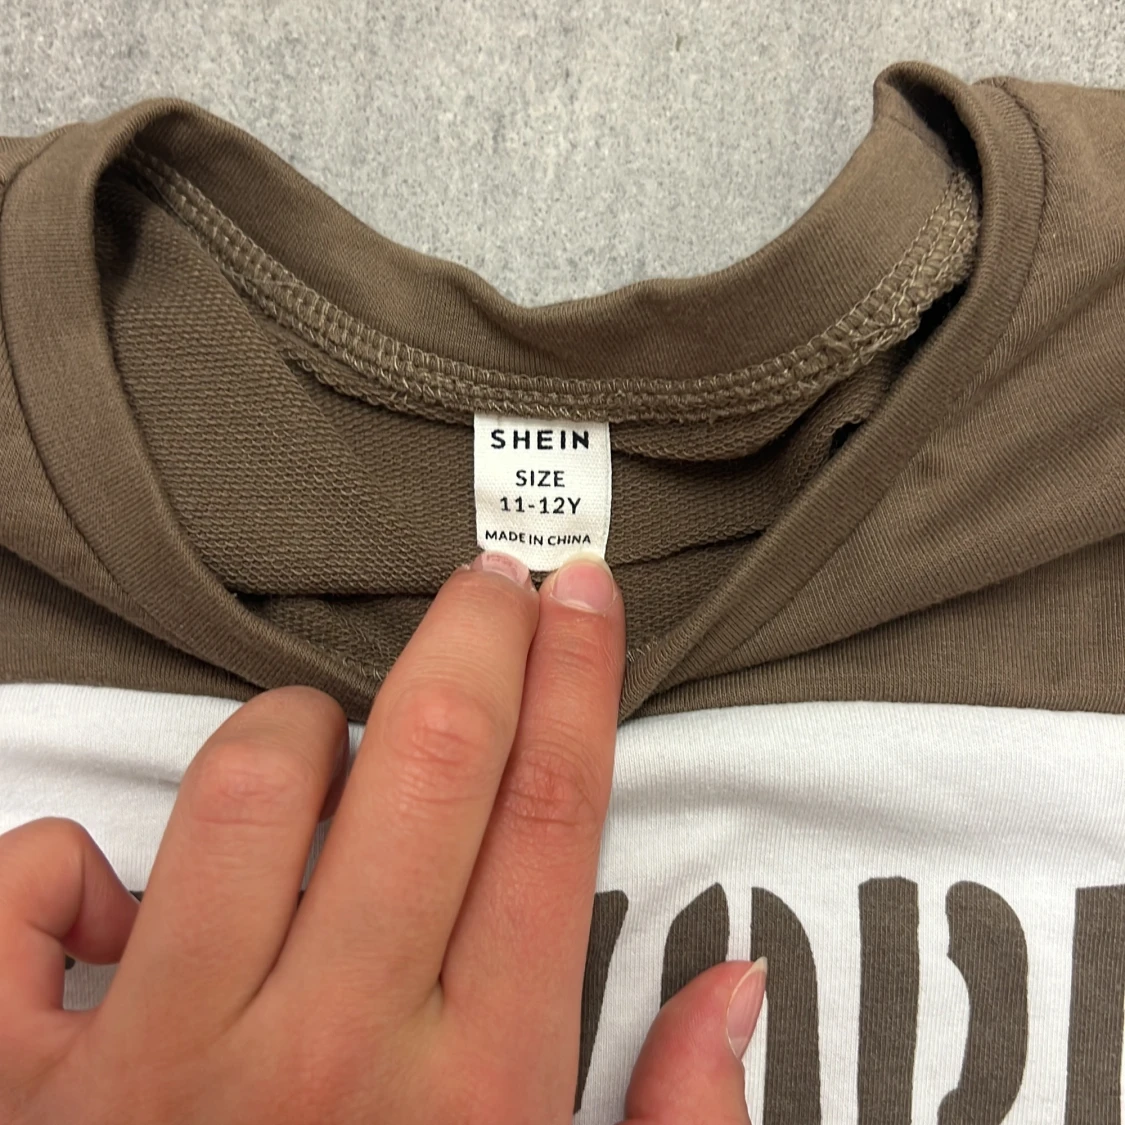 SHEIN
SIZE
11-12Y
MADE IN CHINA